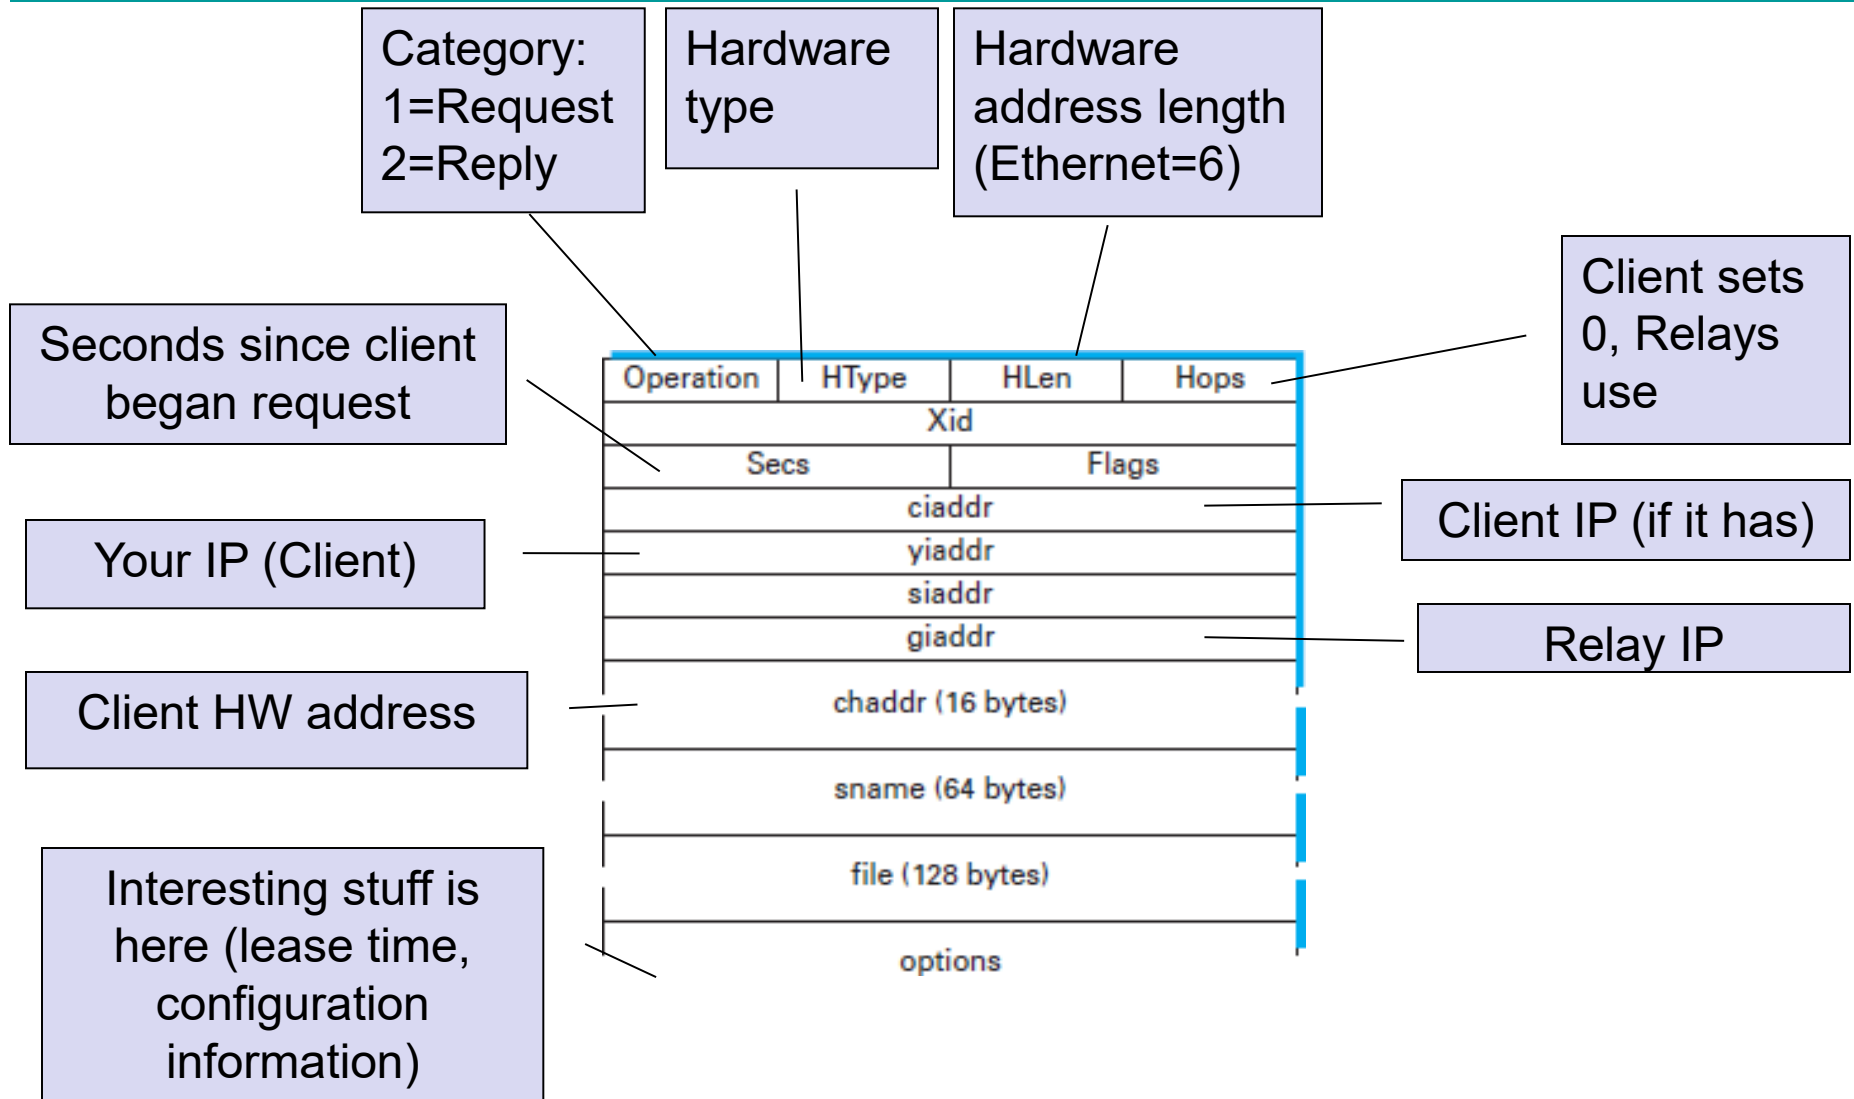 Category:
1=Request
2=Reply
Hardware
type
Hardware
address length
(Ethernet=6)
Client sets
0, Relays
use
Seconds since client
began request
Operation HType HLen Hops
Xid
Secs Flags
ciaddr
Client IP (if it has)
Your IP (Client)
yiaddr
siaddr
giaddr
Relay IP
Client HW address
chaddr (16 bytes)
sname (64 bytes)
file (128 bytes)
Interesting stuff is
here (lease time,
configuration
information)
options